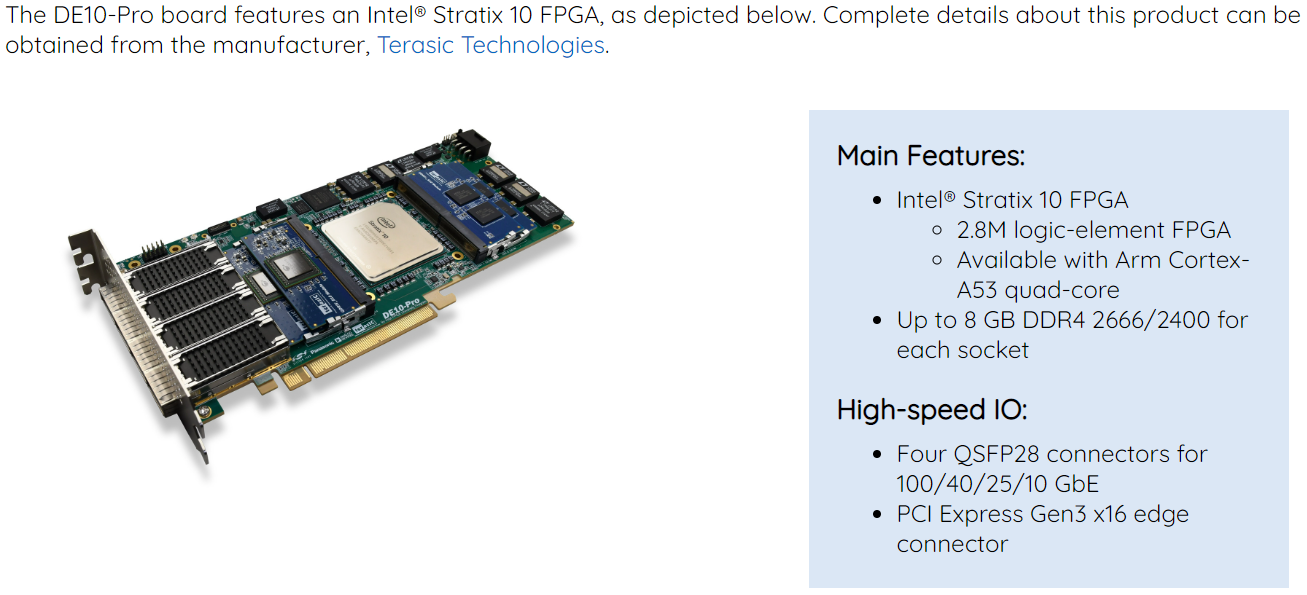 The DE10-Pro board features an Intel® Stratix 10 FPGA, as depicted below. Complete details about this product can be
obtained from the manufacturer, Terasic Technologies.
DE10-Pro
Main Features:
• Intel® Stratix 10 FPGA
○ 2.8M logic-element FPGA
○ Available with Arm Cortex-
A53 quad-core
• Up to 8 GB DDR4 2666/2400 for
each socket
High-speed IO:
• Four QSFP28 connectors for
100/40/25/10 GbE
• PCI Express Gen3 x16 edge
connector